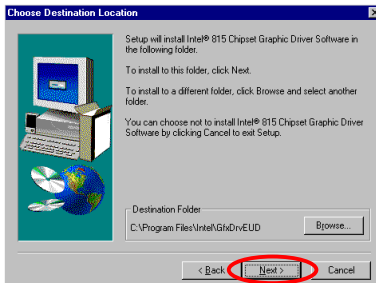 Choose Destination Location
Setup will install Intel® 815 Chipset Graphic Driver Software in
the following folder.
To install to this folder, click Next.
To install to a different folder, click Browse and select another
folder.
You can choose not to install Intel® 815 Chipset Graphic Driver
Software by clicking Cancel to exit Setup.
Destination Folder
C:\Program Files\Intel\GfxDrvEUD
Browse...
< Back
Next >
Cancel